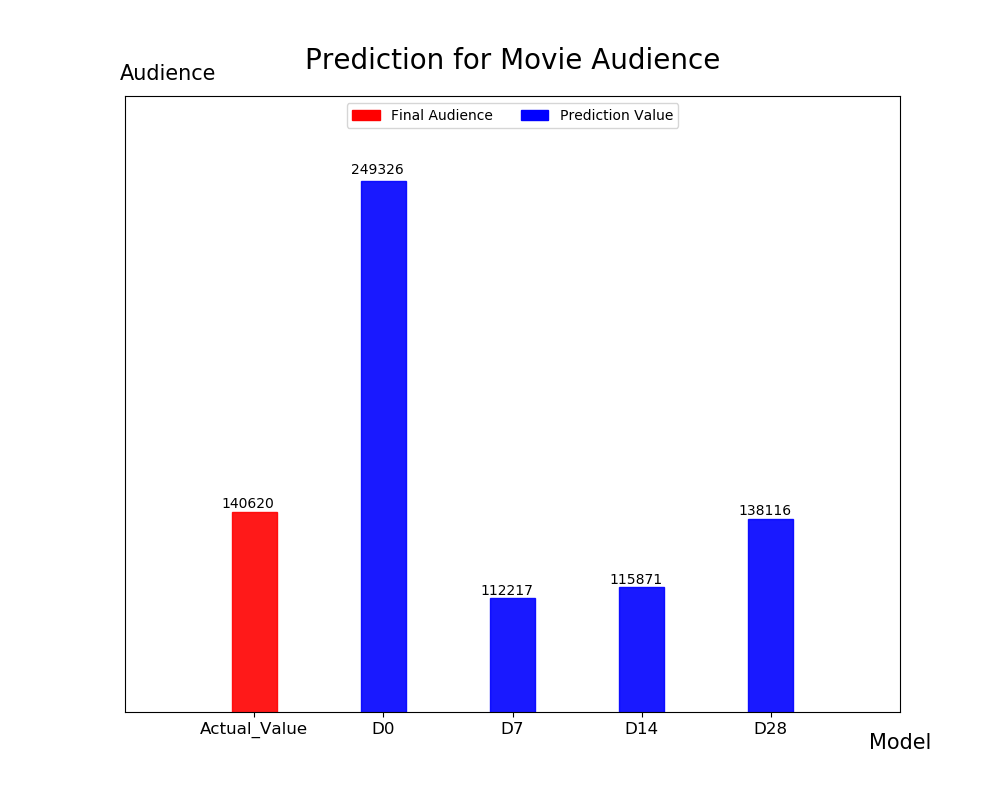 Prediction for Movie Audience
Audience
Final Audience
Prediction Value
249326
140620
138116
115871
112217
Actual_Value
D0
D7
D14
D28
Model